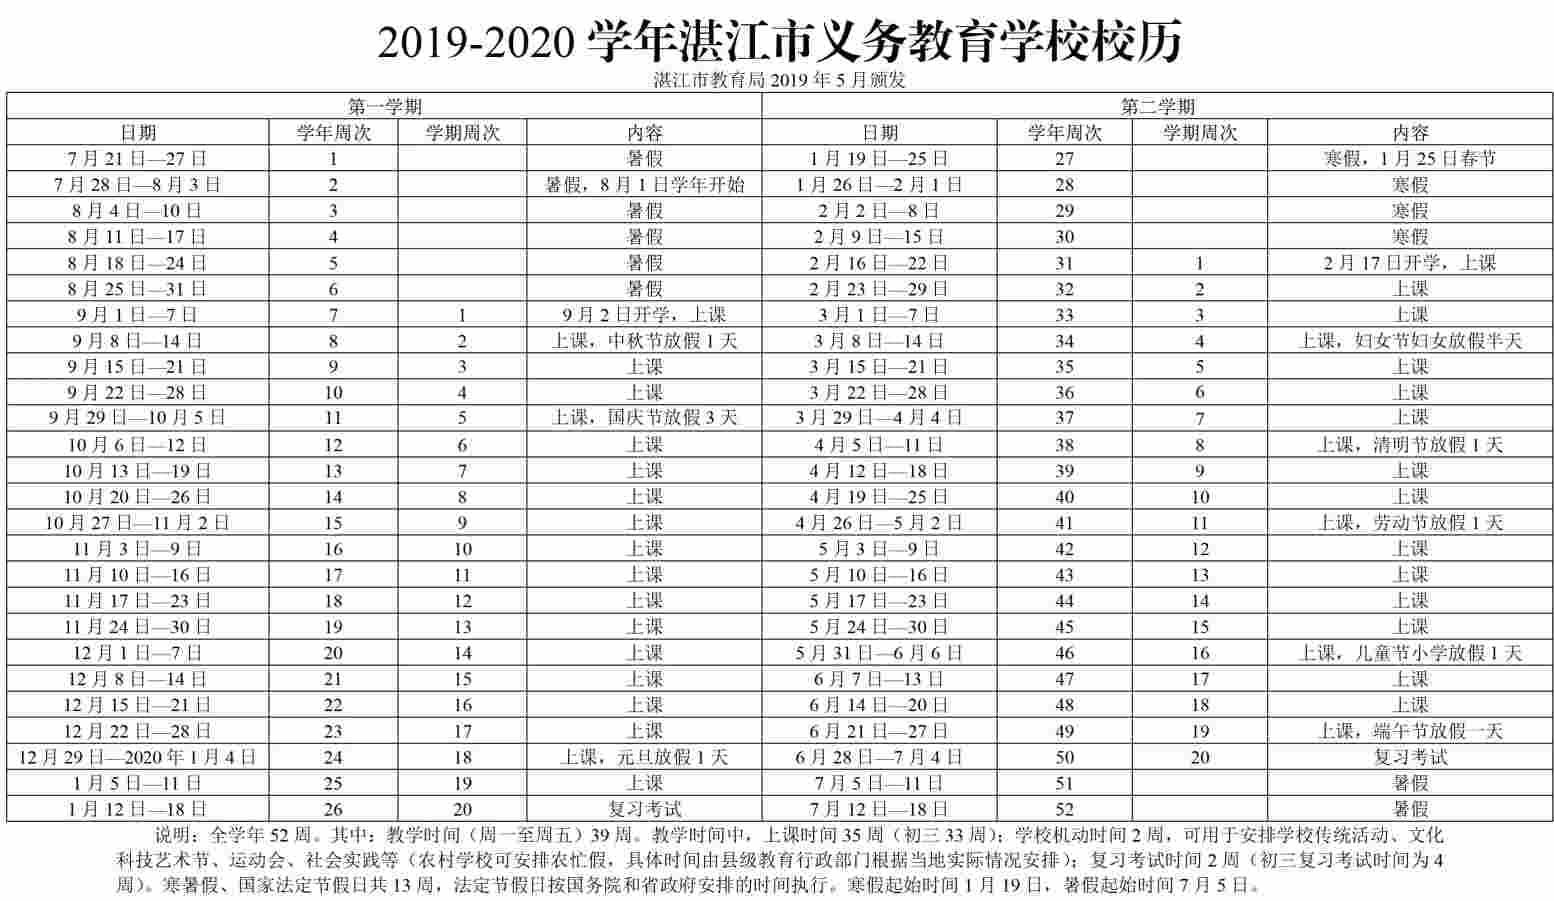 2019-2020 学年湛江市义务教育学校校历
湛江市教育局 2019 年 5 月颁发
第一学期 第二学期
日期 学年周次 学期周次 内容 日期 学年周次 学期周次 内容
7 月 21 日—27 日 1 暑假 1 月 19 日—25 日 27 寒假，1 月 25 日春节
7 月 28 日—8 月 3 日 2 暑假，8 月 1 日学年开始 1 月 26 日—2 月 1 日 28 寒假
8 月 4 日—10 日 3 暑假 2 月 2 日—8 日 29 寒假
8 月 11 日—17 日 4 暑假 2 月 9 日—15 日 30 寒假
8 月 18 日—24 日 5 暑假 2 月 16 日—22 日 31 1 2 月 17 日开学，上课
8 月 25 日—31 日 6 暑假 2 月 23 日—29 日 32 2 上课
9 月 1 日—7 日 7 1 9 月 2 日开学，上课 3 月 1 日—7 日 33 3 上课
9 月 8 日—14 日 8 2 上课，中秋节放假 1 天 3 月 8 日—14 日 34 4 上课，妇女节妇女放假半天
9 月 15 日—21 日 9 3 上课 3 月 15 日—21 日 35 5 上课
9 月 22 日—28 日 10 4 上课 3 月 22 日—28 日 36 6 上课
9 月 29 日—10 月 5 日 11 5 上课，国庆节放假 3 天 3 月 29 日—4 月 4 日 37 7 上课
10 月 6 日—12 日 12 6 上课 4 月 5 日—11 日 38 8 上课，清明节放假 1 天
10 月 13 日—19 日 13 7 上课 4 月 12 日—18 日 39 9 上课
10 月 20 日—26 日 14 8 上课 4 月 19 日—25 日 40 10 上课
10 月 27 日—11 月 2 日 15 9 上课 4 月 26 日—5 月 2 日 41 11 上课，劳动节放假 1 天
11 月 3 日—9 日 16 10 上课 5 月 3 日—9 日 42 12 上课
11 月 10 日—16 日 17 11 上课 5 月 10 日—16 日 43 13 上课
11 月 17 日—23 日 18 12 上课 5 月 17 日—23 日 44 14 上课
11 月 24 日—30 日 19 13 上课 5 月 24 日—30 日 45 15 上课
12 月 1 日—7 日 20 14 上课 5 月 31 日—6 月 6 日 46 16 上课，儿童节小学放假 1 天
12 月 8 日—14 日 21 15 上课 6 月 7 日—13 日 47 17 上课
12 月 15 日—21 日 22 16 上课 6 月 14 日—20 日 48 18 上课
12 月 22 日—28 日 23 17 上课 6 月 21 日—27 日 49 19 上课，端午节放假一天
12 月 29 日—2020 年 1 月 4 日 24 18 上课，元旦放假 1 天 6 月 28 日—7 月 4 日 50 20 复习考试
1 月 5 日—11 日 25 19 上课 7 月 5 日—11 日 51 暑假
1 月 12 日—18 日 26 20 复习考试 7 月 12 日—18 日 52 暑假
说明：全学年 52 周。其中：教学时间（周一至周五）39 周。教学时间中，上课时间 35 周（初三 33 周）；学校机动时间 2 周，可用于安排学校传统活动、文化
科技艺术节、运动会、社会实践等（农村学校可安排农忙假，具体时间由县级教育行政部门根据当地实际情况安排）；复习考试时间 2 周（初三复习考试时间为 4
周）。寒暑假、国家法定节假日共 13 周，法定节假日按国务院和省政府安排的时间执行。寒假起始时间 1 月 19 日，暑假起始时间 7 月 5 日。